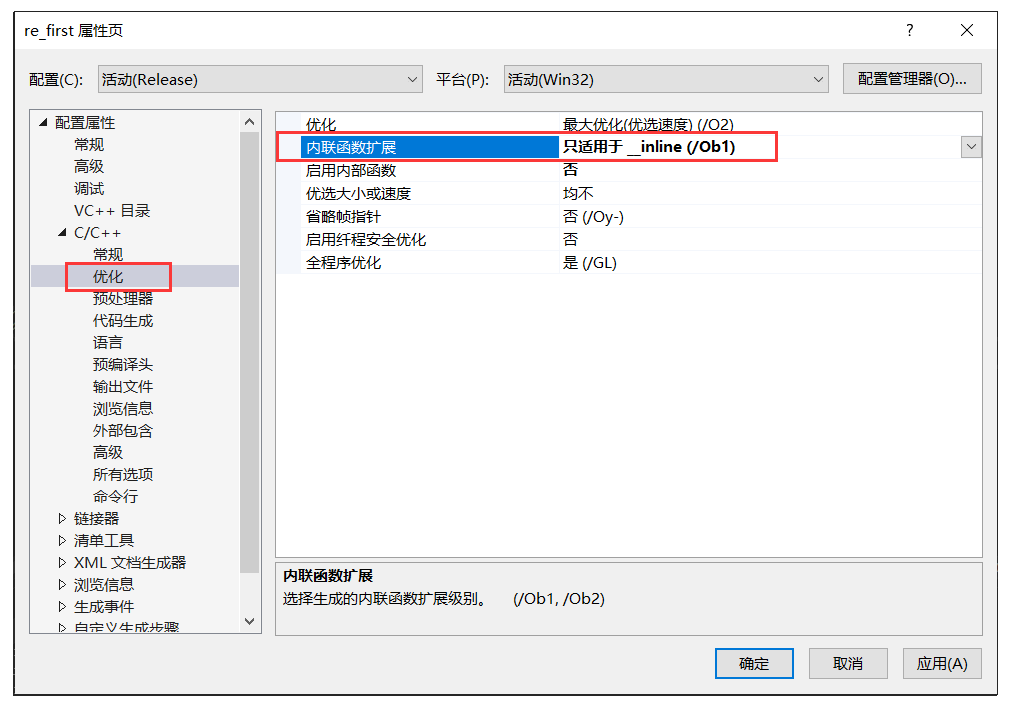 re_first 属性页
配置(C): 活动(Release) 平台(P): 活动(Win32) 配置管理器(O)...
配置属性
常规
高级
调试
VC++ 目录
C/C++
常规
优化
预处理器
代码生成
语言
预编译头
输出文件
浏览信息
外部包含
高级
所有选项
命令行
链接器
清单工具
XML 文档生成器
浏览信息
生成事件
自定义生成步骤
优化 最大优化(优选速度) (/O2)
内联函数扩展 只适用于 __inline (/Ob1)
启用内部函数 否
优选大小或速度 均不
省略帧指针 否 (/Oy-)
启用纤程安全优化 否
全程序优化 是 (/GL)
内联函数扩展
选择生成的内联函数扩展级别。 (/Ob1, /Ob2)
确定 取消 应用(A)